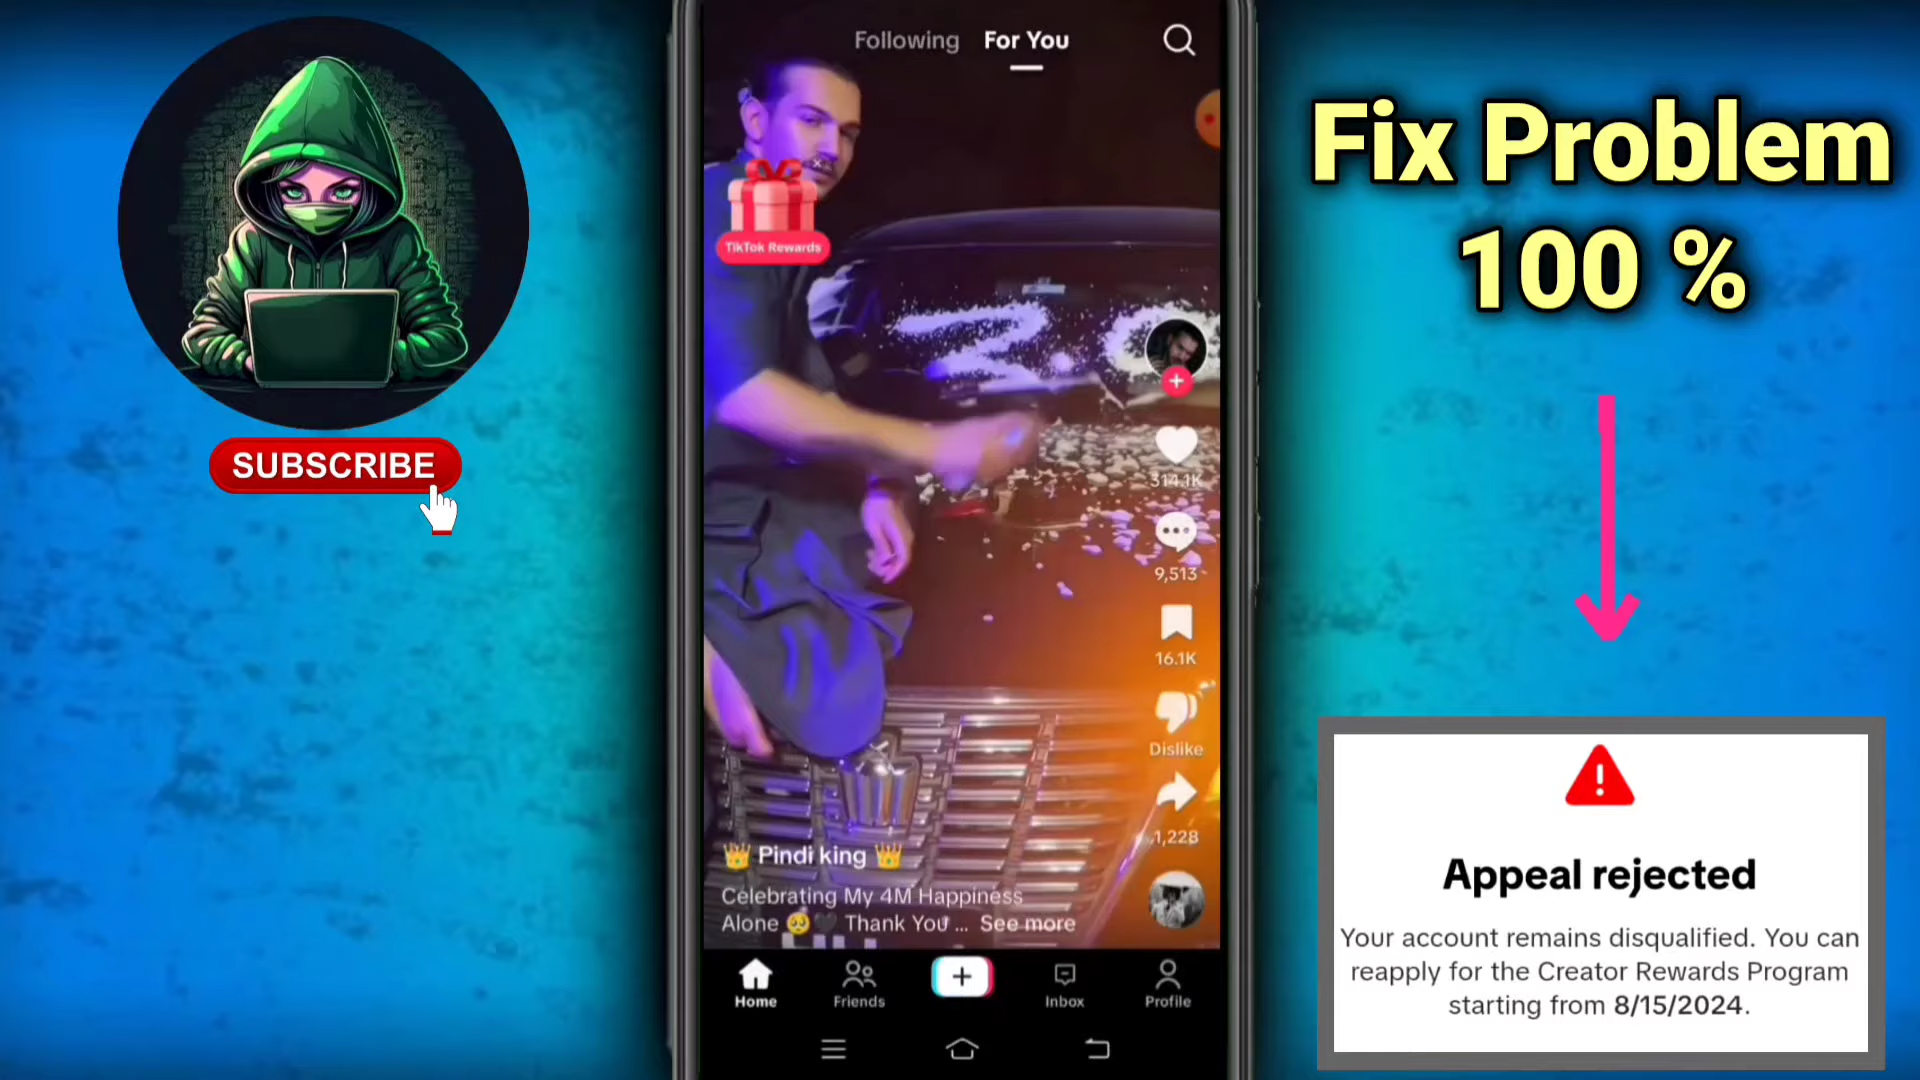 Following For You
TikTok Rewards
314.1K
9,513
16.1K
Dislike
1,228
👑 Pindi king 👑
Celebrating My 4M Happiness
Alone 🥺🖤 Thank You ... See more
Home Friends Inbox Profile
SUBSCRIBE
Fix Problem
100 %
Appeal rejected
Your account remains disqualified. You can
reapply for the Creator Rewards Program
starting from 8/15/2024.